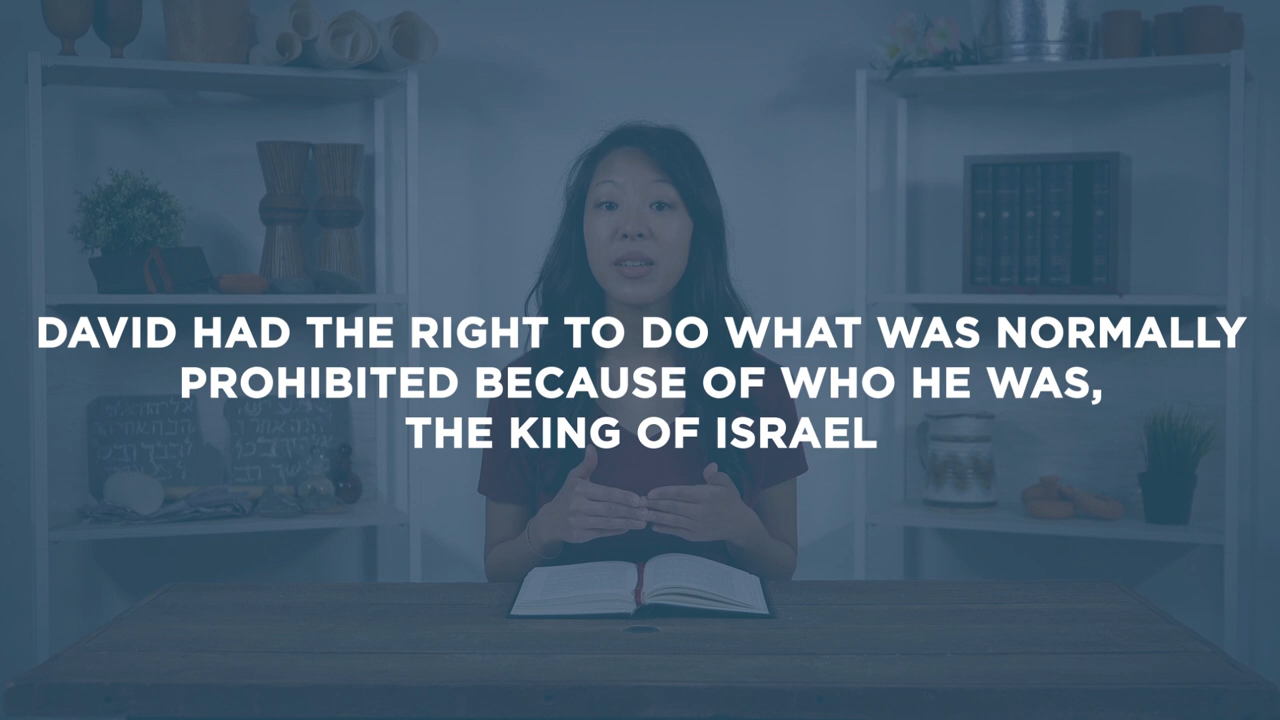 DAVID HAD THE RIGHT TO DO WHAT WAS NORMALLY
PROHIBITED BECAUSE OF WHO HE WAS,
THE KING OF ISRAEL